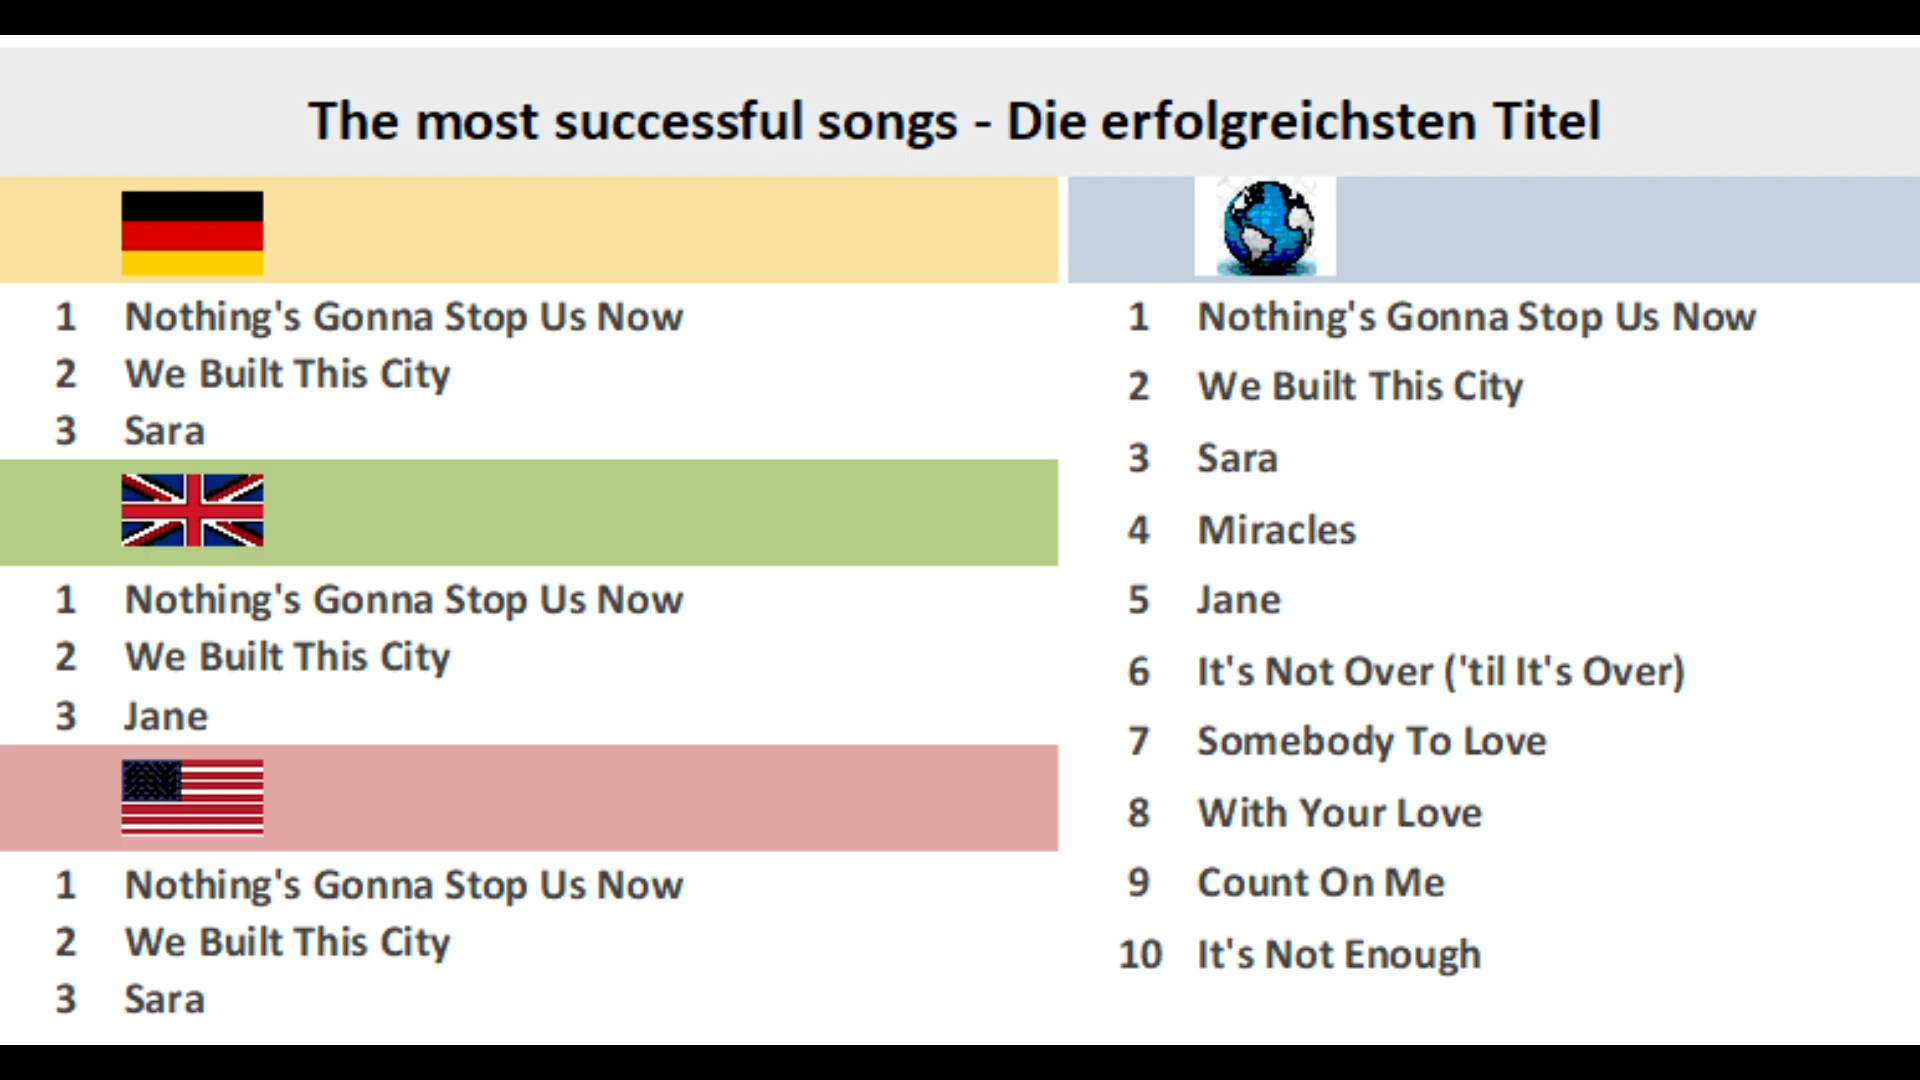 The most successful songs - Die erfolgreichsten Titel
1 Nothing's Gonna Stop Us Now
2 We Built This City
3 Sara
1 Nothing's Gonna Stop Us Now
2 We Built This City
3 Jane
1 Nothing's Gonna Stop Us Now
2 We Built This City
3 Sara
1 Nothing's Gonna Stop Us Now
2 We Built This City
3 Sara
4 Miracles
5 Jane
6 It's Not Over ('til It's Over)
7 Somebody To Love
8 With Your Love
9 Count On Me
10 It's Not Enough